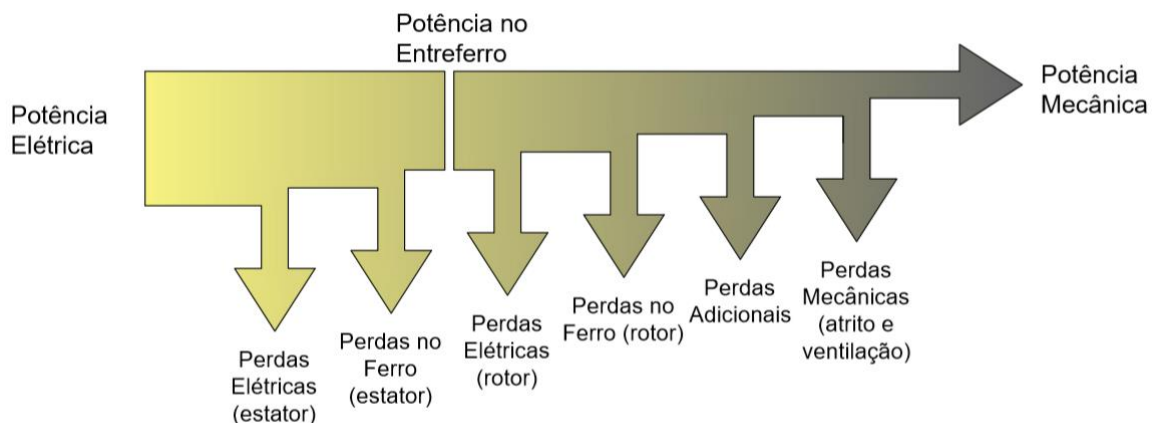 Potência no
Entreferro
Potência
Elétrica
Potência
Mecânica
Perdas
Elétricas
(estator)
Perdas no
Ferro
(estator)
Perdas
Elétricas
(rotor)
Perdas no
Ferro (rotor)
Perdas
Adicionais
Perdas
Mecânicas
(atrito e
ventilação)